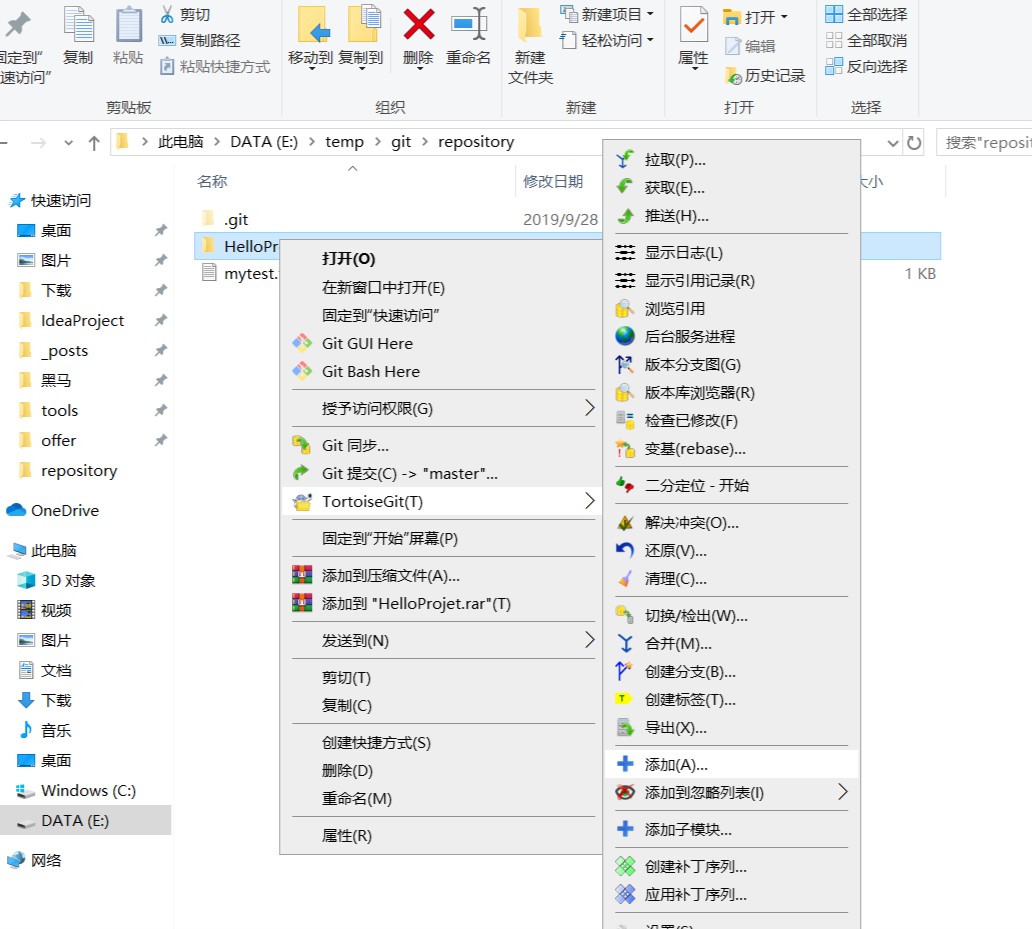 固定到"
速访问"
复制
粘贴
剪切
复制路径
粘贴快捷方式
剪贴板
移动到
复制到
删除
重命名
组织
新建
文件夹
新建项目
轻松访问
新建
属性
打开
编辑
历史记录
打开
全部选择
全部取消
反向选择
选择
此电脑 > DATA (E:) > temp > git > repository
搜索"reposit
名称
修改日期
大小
.git
2019/9/28
HelloPr
mytest.
1 KB
快速访问
桌面
图片
下载
IdeaProject
_posts
黑马
tools
offer
repository
OneDrive
此电脑
3D 对象
视频
图片
文档
下载
音乐
桌面
Windows (C:)
DATA (E:)
网络
打开(O)
在新窗口中打开(E)
固定到"快速访问"
Git GUI Here
Git Bash Here
授予访问权限(G)
Git 同步...
Git 提交(C) -> "master"...
TortoiseGit(T)
固定到"开始"屏幕(P)
添加到压缩文件(A)...
添加到 "HelloProjet.rar"(T)
发送到(N)
剪切(T)
复制(C)
创建快捷方式(S)
删除(D)
重命名(M)
属性(R)
拉取(P)...
获取(E)...
推送(H)...
显示日志(L)
显示引用记录(R)
浏览引用
后台服务进程
版本分支图(G)
版本库浏览器(R)
检查已修改(F)
变基(rebase)...
二分定位 - 开始
解决冲突(O)...
还原(V)...
清理(C)...
切换/检出(W)...
合并(M)...
创建分支(B)...
创建标签(T)...
导出(X)...
添加(A)...
添加到忽略列表(I)
添加子模块...
创建补丁序列...
应用补丁序列...